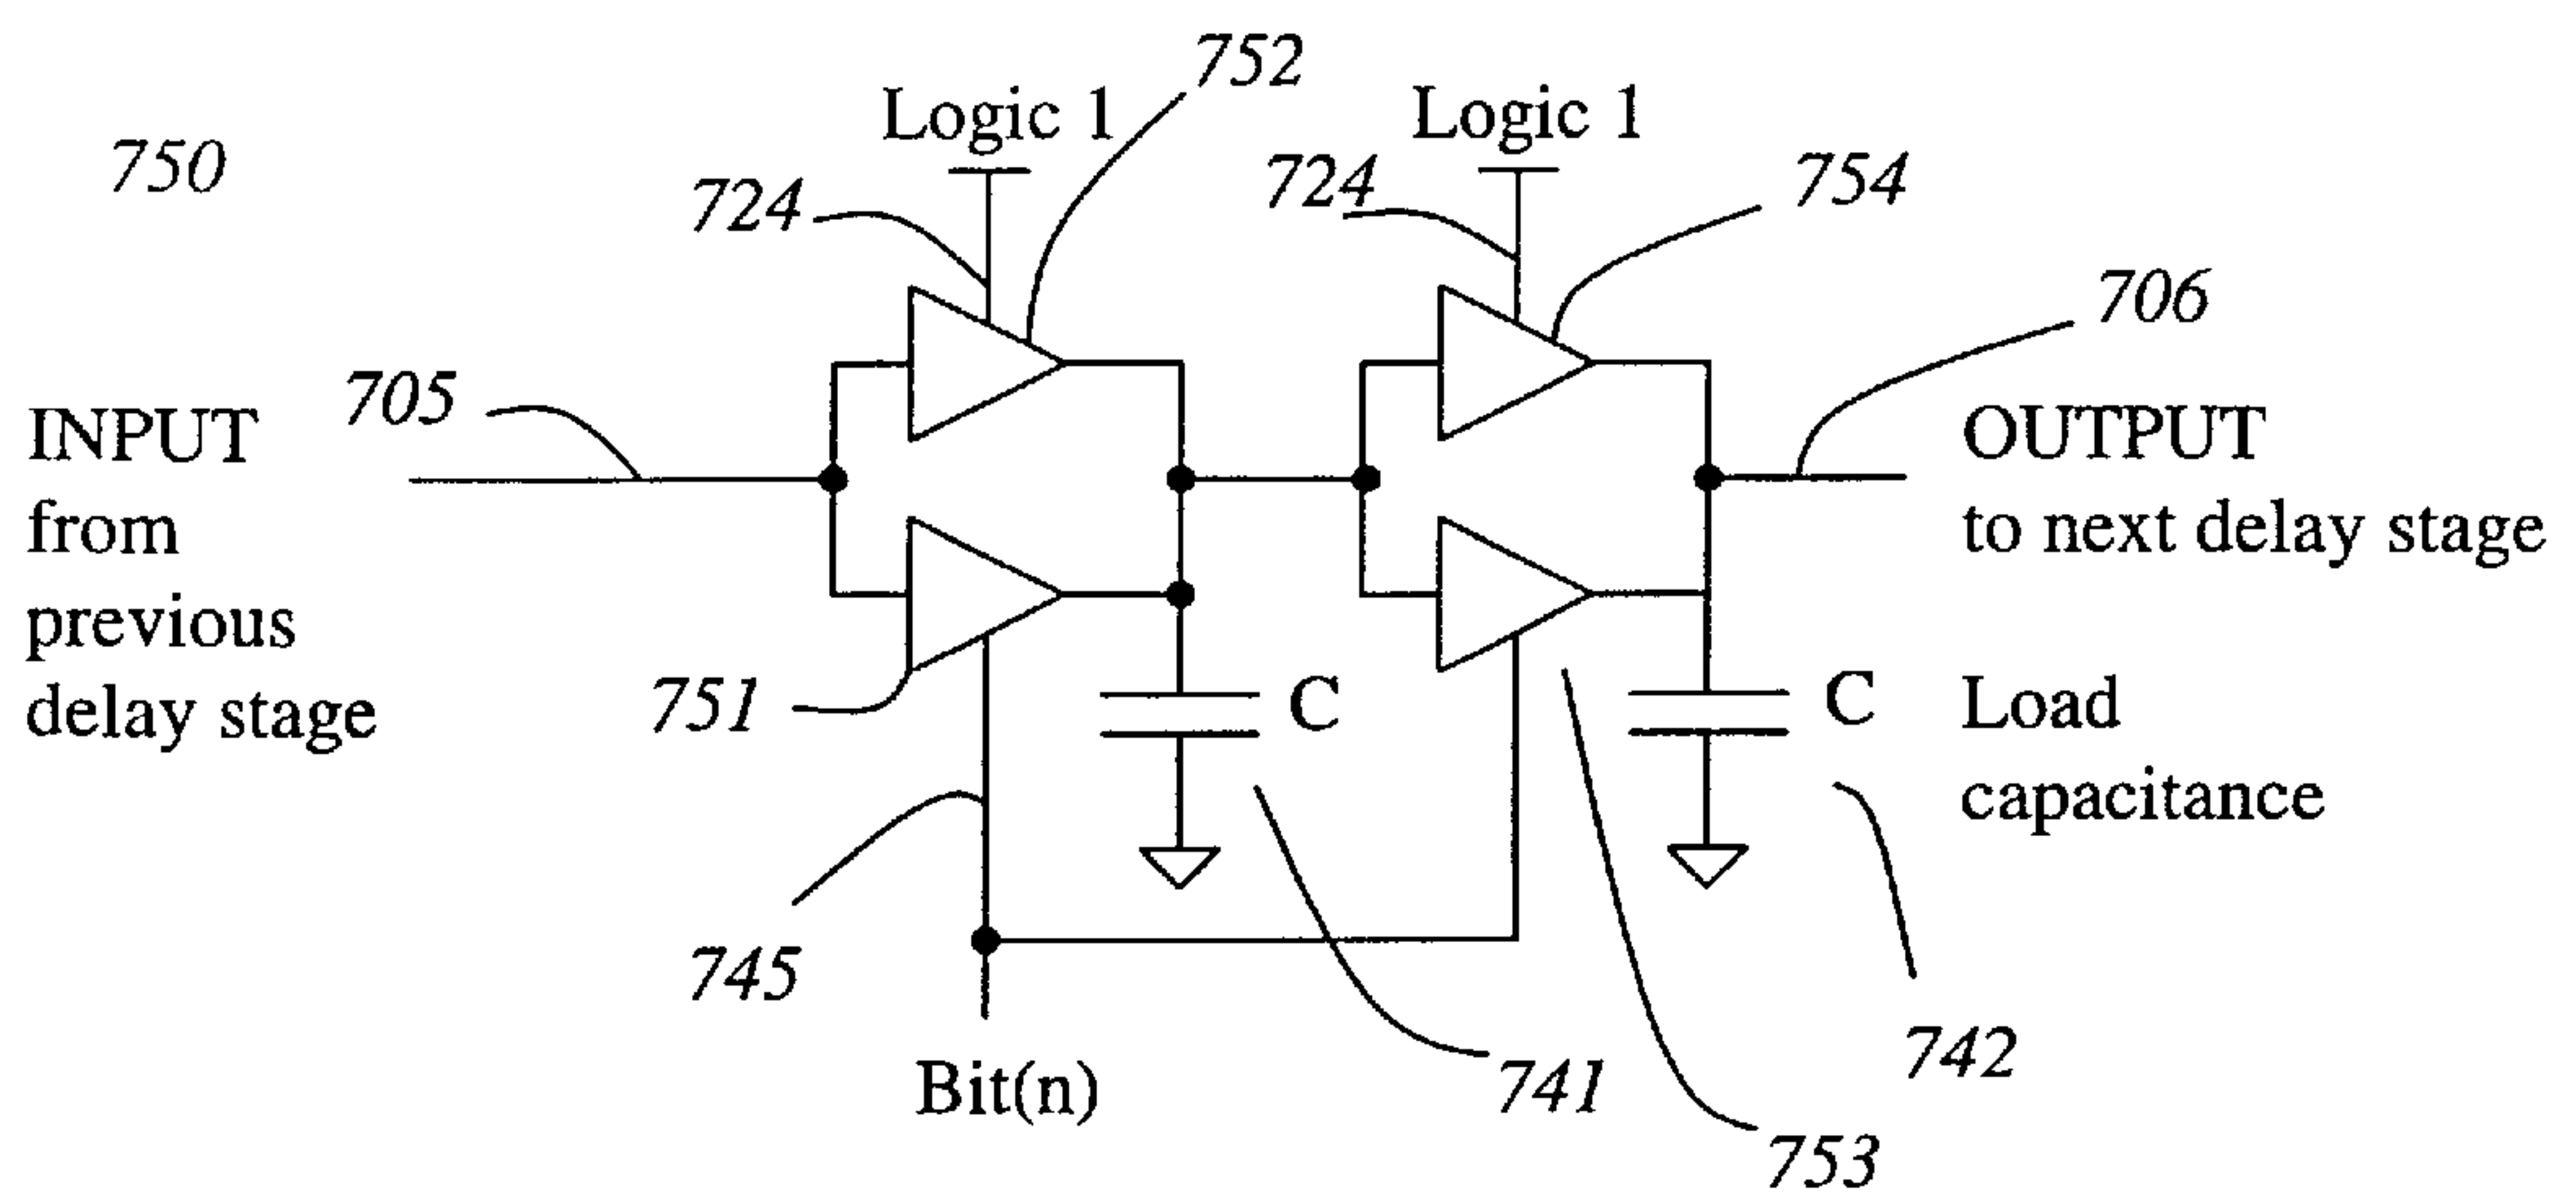 752
Logic 1
Logic 1
750
724
724
754
706
705
INPUT
from
previous
delay stage
OUTPUT
to next delay stage
751
C
C
Load
capacitance
745
741
742
Bit(n)
753